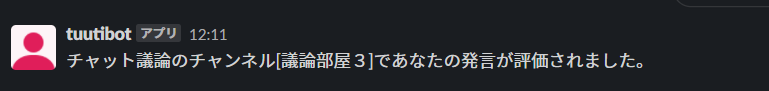 tuutibot アプリ 12:11
チャット議論のチャンネル[議論部屋３]であなたの発言が評価されました。